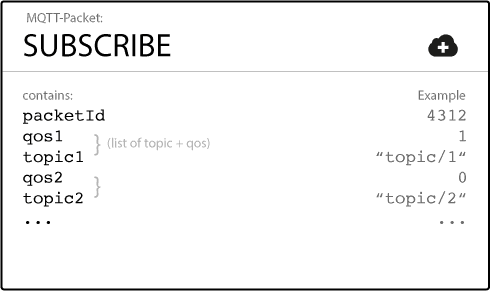 MQTT-Packet:
SUBSCRIBE
contains: Example
packetId 4312
qos1 1
topic1 } (list of topic + qos) “topic/1“
qos2 0
topic2 } “topic/2“
... ...